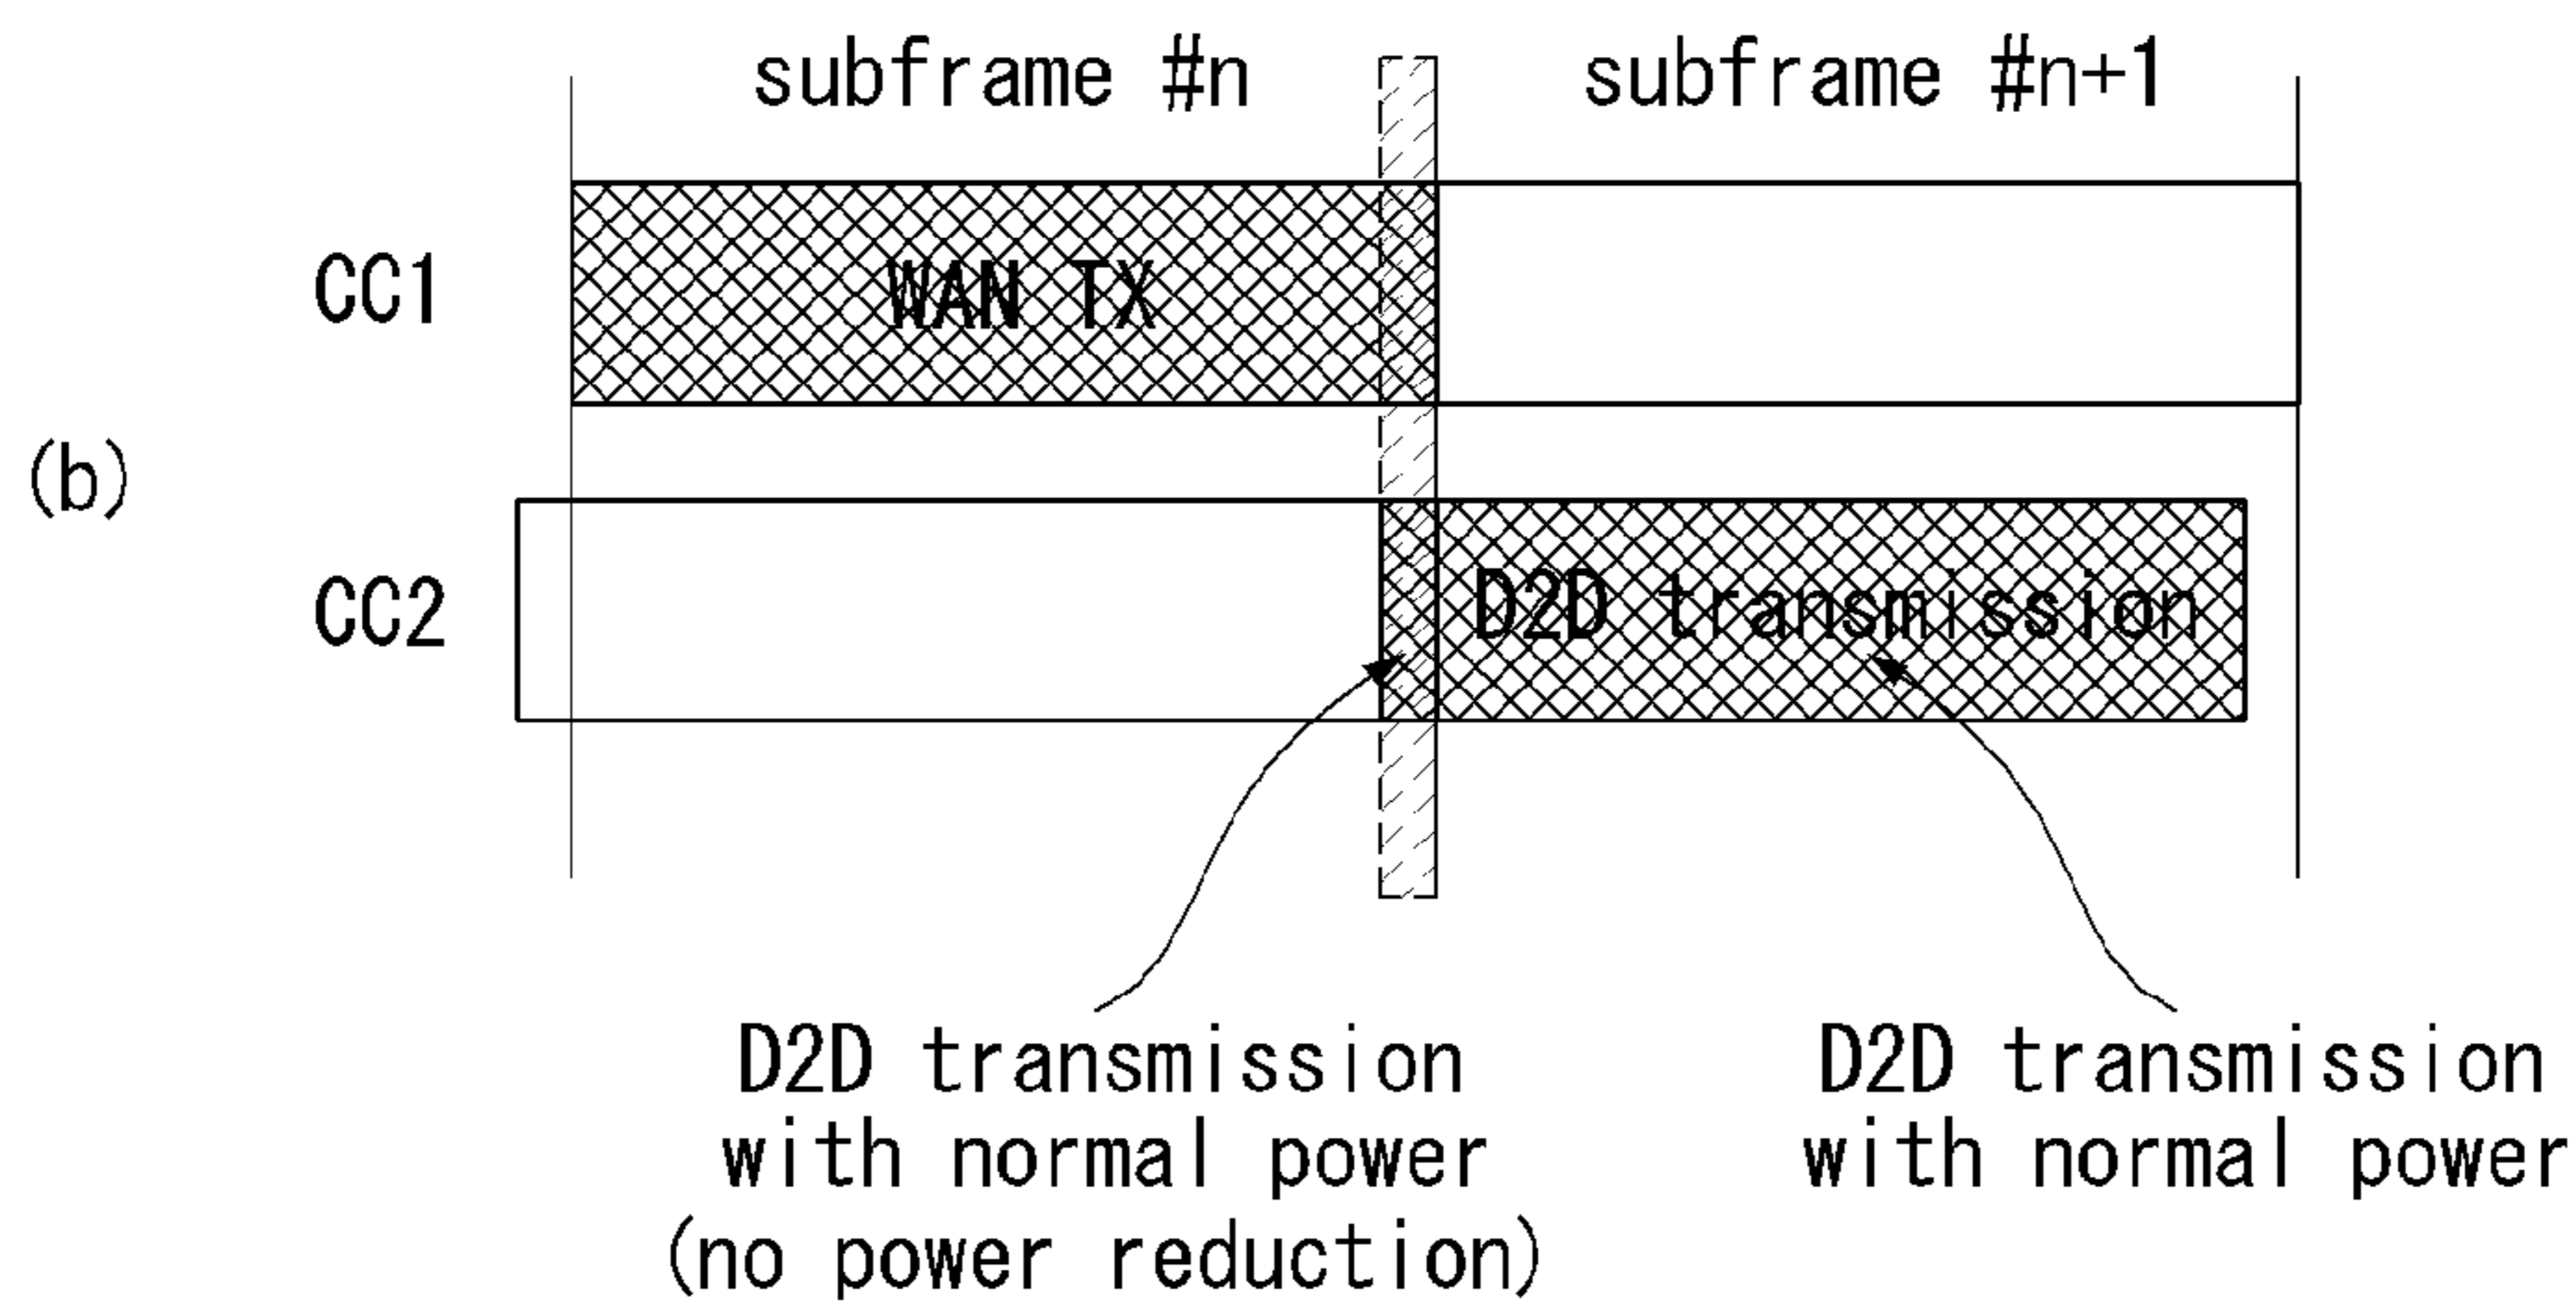 subframe #n
subframe #n+1
CC1
WAN TX
(b)
CC2
D2D transmission
D2D transmission
with normal power
(no power reduction)
D2D transmission
with normal power